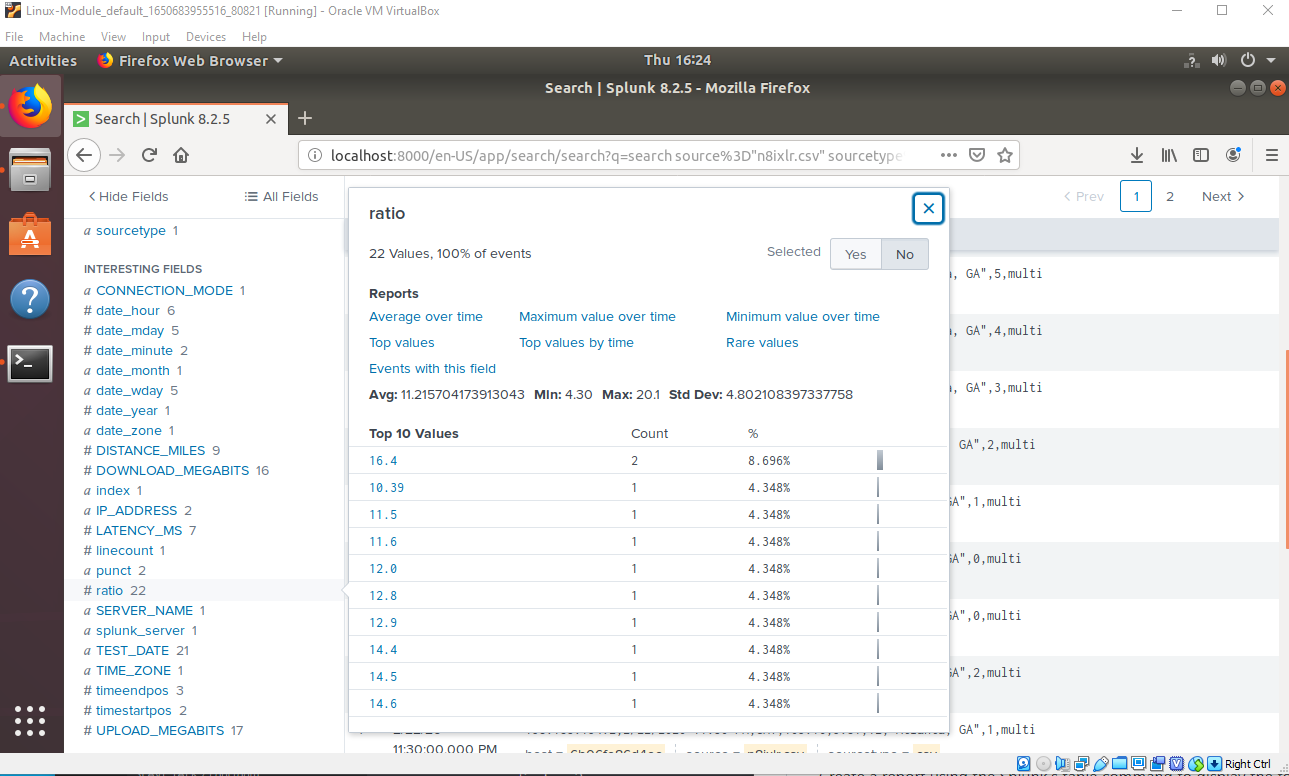 Linux-Module_default_1650683955516_80821 [Running] - Oracle VM VirtualBox
File Machine View Input Devices Help
Activities Firefox Web Browser Thu 16:24
Search | Splunk 8.2.5 - Mozilla Firefox
Search | Splunk 8.2.5
localhost:8000/en-US/app/search/search?q=search source%3D"n8ixlr.csv" sourcetype
Hide Fields All Fields
a sourcetype 1
INTERESTING FIELDS
a CONNECTION_MODE 1
# date_hour 6
# date_mday 5
# date_minute 2
a date_month 1
a date_wday 5
# date_year 1
a date_zone 1
# DISTANCE_MILES 9
# DOWNLOAD_MEGABITS 16
a index 1
a IP_ADDRESS 2
# LATENCY_MS 7
# linecount 1
a punct 2
# ratio 22
a SERVER_NAME 1
a splunk_server 1
a TEST_DATE 21
a TIME_ZONE 1
# timeendpos 3
# timestartpos 2
# UPLOAD_MEGABITS 17
ratio
22 Values, 100% of events
Selected Yes No
Reports
Average over time Maximum value over time Minimum value over time
Top values Top values by time Rare values
Events with this field
Avg: 11.215704173913043 Min: 4.30 Max: 20.1 Std Dev: 4.802108397337758
Top 10 Values Count %
16.4 2 8.696%
10.39 1 4.348%
11.5 1 4.348%
11.6 1 4.348%
12.0 1 4.348%
12.8 1 4.348%
12.9 1 4.348%
14.4 1 4.348%
14.5 1 4.348%
14.6 1 4.348%
Prev 1 2 Next
GA",5,multi
GA",4,multi
GA",3,multi
GA",2,multi
GA",1,multi
GA",0,multi
GA",0,multi
GA",2,multi
GA",1,multi
11:30:00.000 PM
Right Ctrl